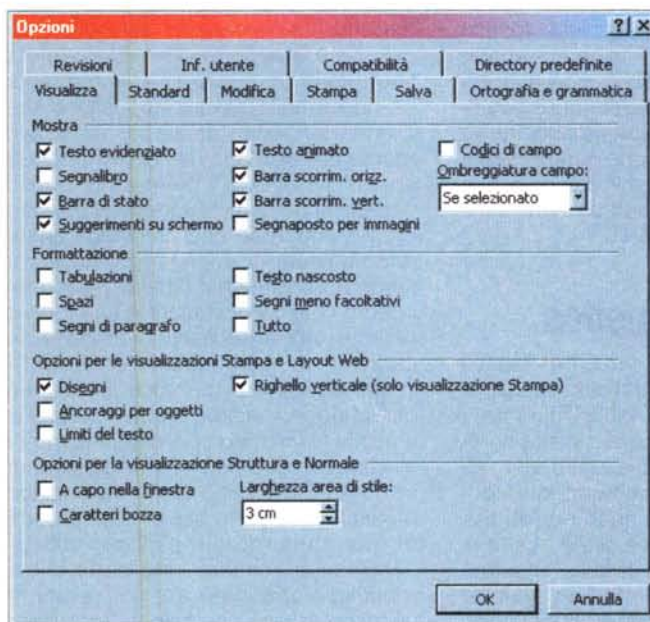 Opzioni
Revisioni Inf. utente Compatibilità Directory predefinite
Visualizza Standard Modifica Stampa Salva Ortografia e grammatica
Mostra
Testo evidenziato Testo animato Codici di campo
Segnalibro Barra scorrim. orizz. Ombreggiatura campo:
Barra di stato Barra scorrim. vert. Se selezionato
Suggerimenti su schermo Segnaposto per immagini
Formattazione
Tabulazioni Testo nascosto
Spazi Segni meno facoltativi
Segni di paragrafo Tutto
Opzioni per le visualizzazioni Stampa e Layout Web
Disegni Righello verticale (solo visualizzazione Stampa)
Ancoraggi per oggetti
Limiti del testo
Opzioni per la visualizzazione Struttura e Normale
A capo nella finestra Larghezza area di stile:
Caratteri bozza 3 cm
OK Annulla